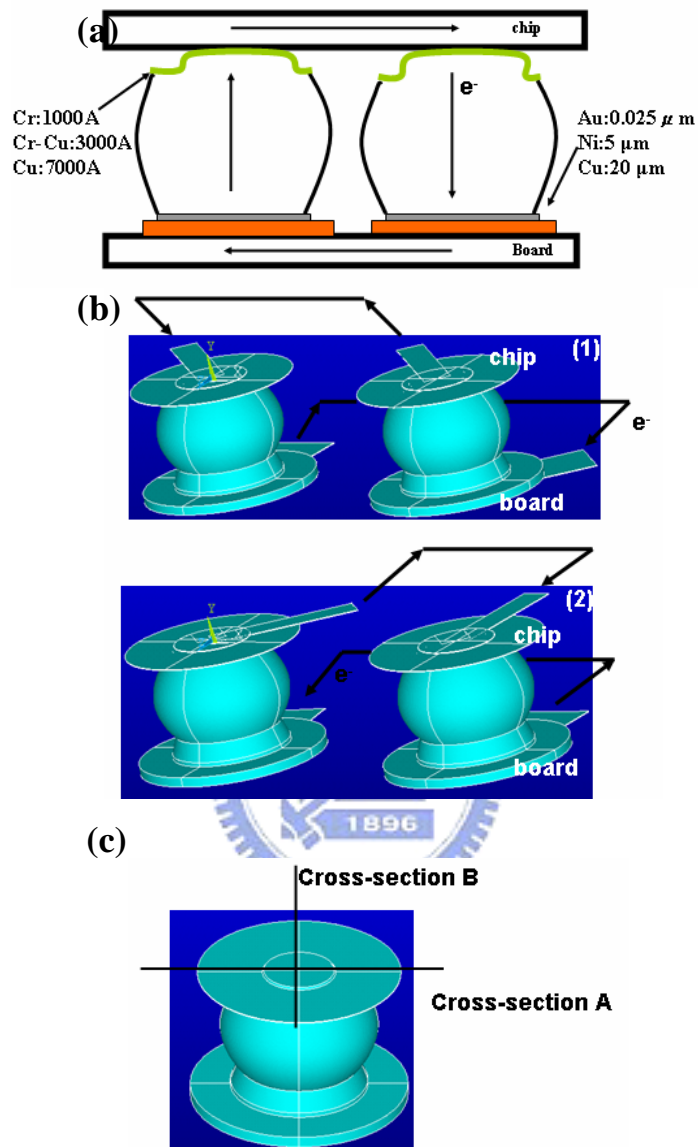 (a)
chip
e-
Cr:1000A
Cr-Cu:3000A
Cu:7000A
Au:0.025 μm
Ni:5 μm
Cu:20 μm
Board
(b)
(1)
Y
chip
e-
board
(2)
Y
chip
e-
board
1896
(c)
Cross-section B
Cross-section A